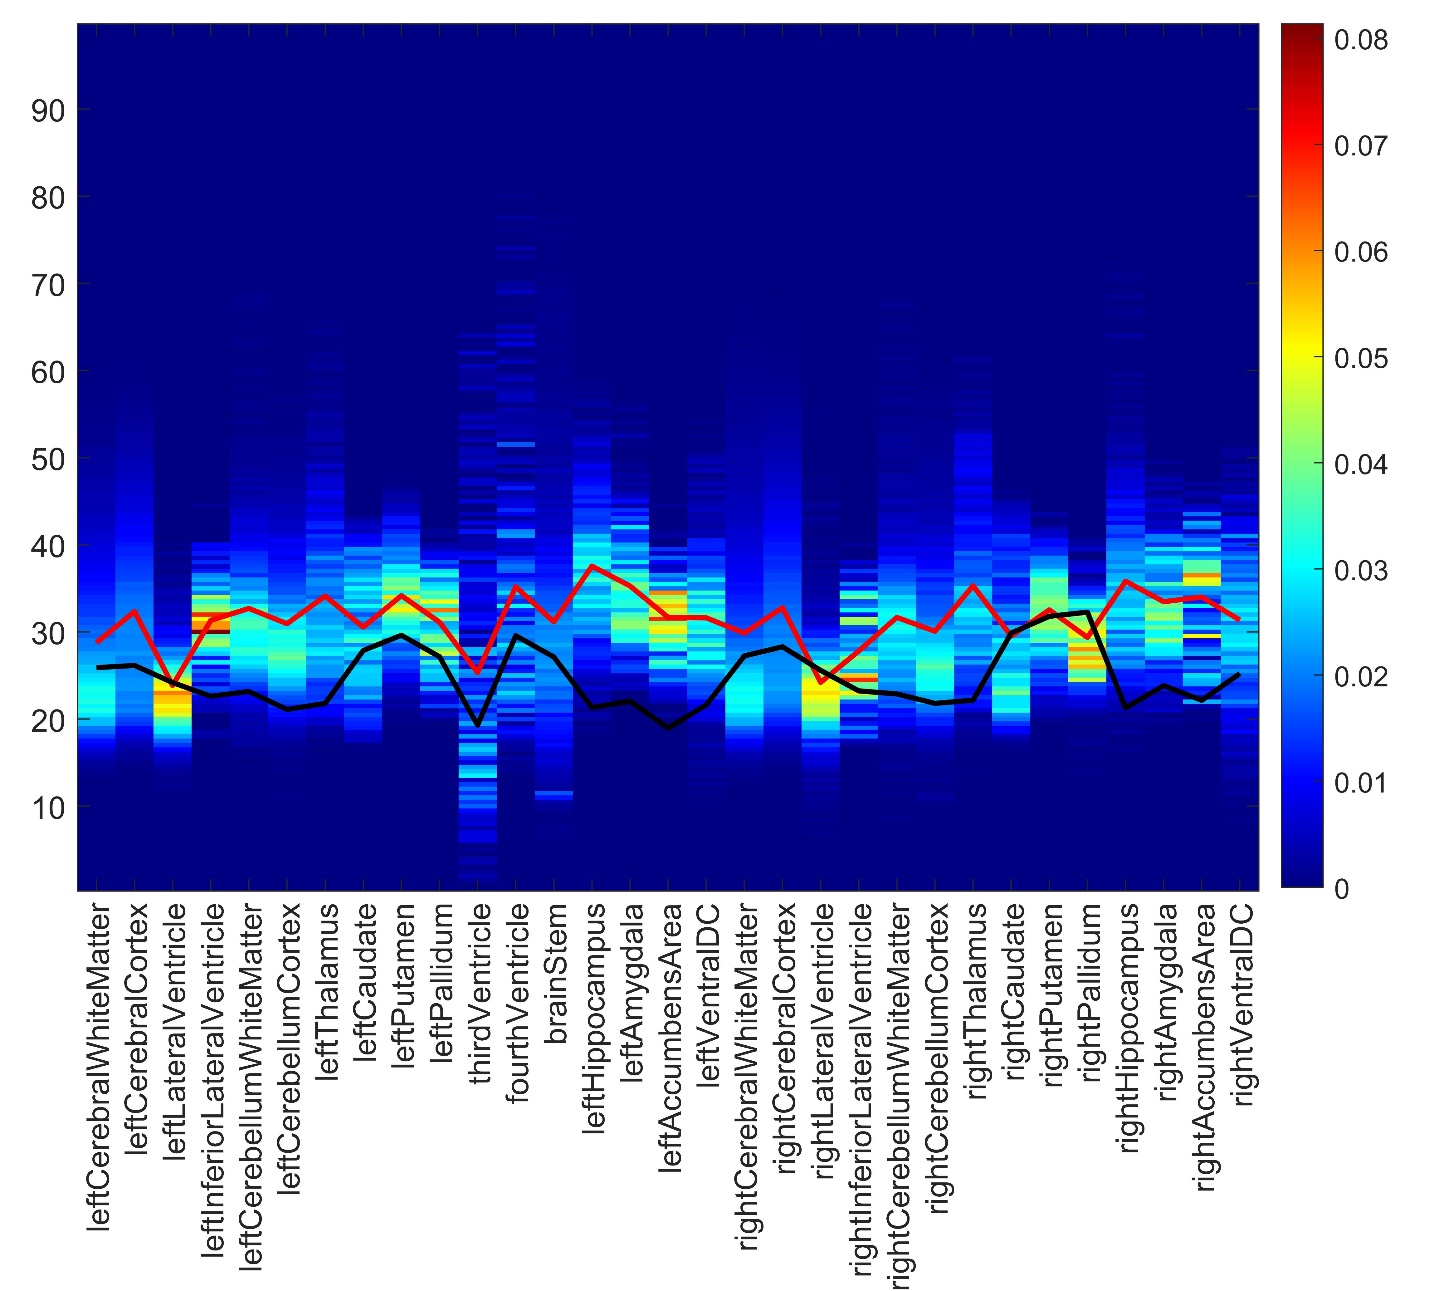 90
80
70
60
50
40
30
20
10
0.08
0.07
0.06
0.05
0.04
0.03
0.02
0.01
0
leftCerebralWhiteMatter
leftCerebralCortex
leftLateralVentricle
leftInferiorLateralVentricle
leftCerebellumWhiteMatter
leftCerebellumCortex
leftThalamus
leftCaudate
leftPutamen
leftPallidum
thirdVentricle
fourthVentricle
brainStem
leftHippocampus
leftAmygdala
leftAccumbensArea
leftVentralDC
rightCerebralWhiteMatter
rightCerebralCortex
rightLateralVentricle
rightInferiorLateralVentricle
rightCerebellumWhiteMatter
rightCerebellumCortex
rightThalamus
rightCaudate
rightPutamen
rightPallidum
rightHippocampus
rightAmygdala
rightAccumbensArea
rightVentralDC